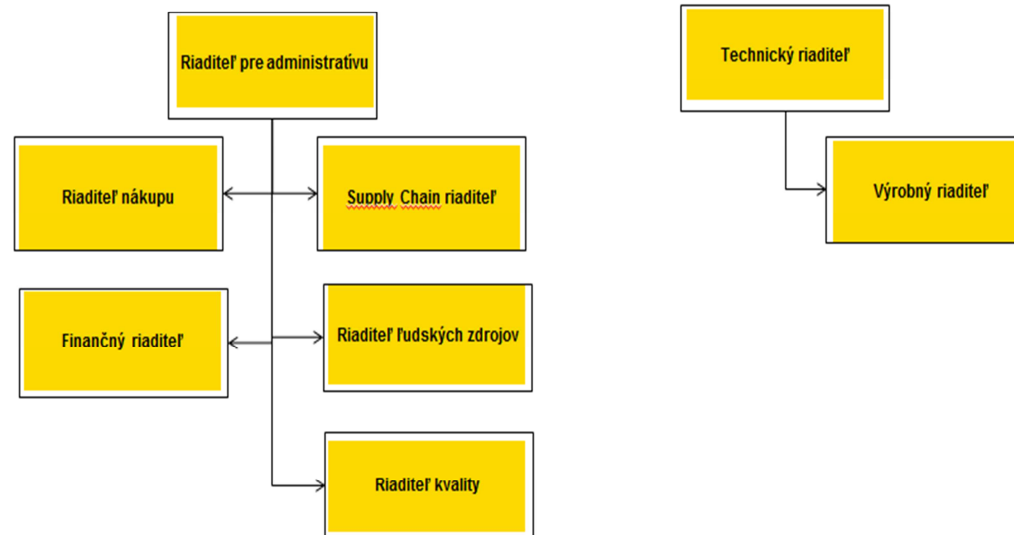 Riaditeľ pre administratívu
Technický riaditeľ
Riaditeľ nákupu
Supply Chain riaditeľ
Výrobný riaditeľ
Finančný riaditeľ
Riaditeľ ľudských zdrojov
Riaditeľ kvality